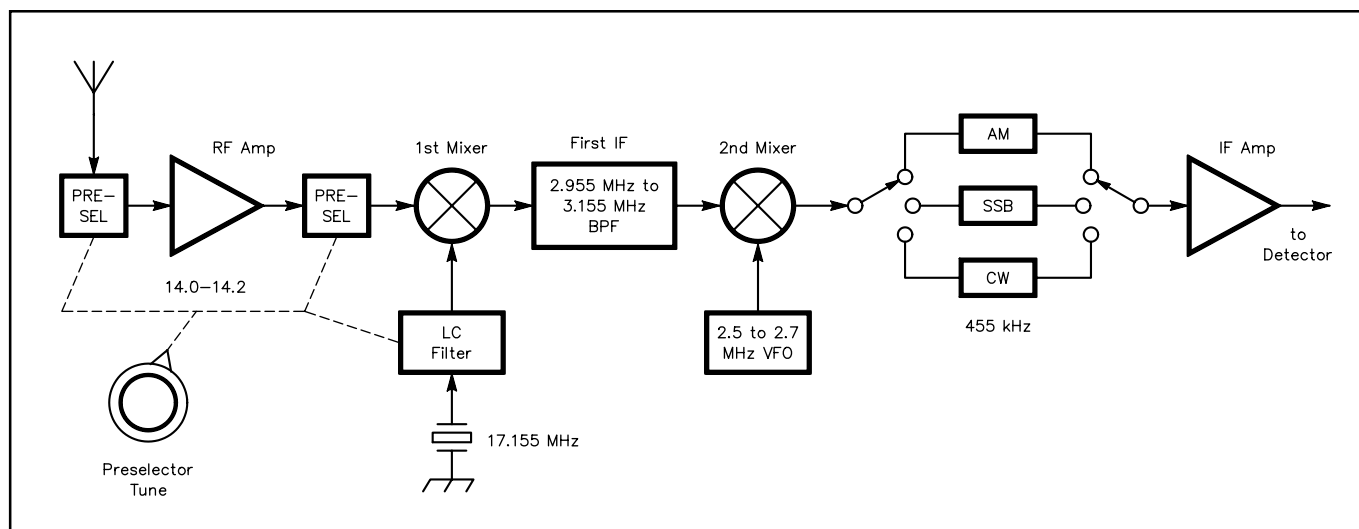 RF Amp
1st Mixer
First IF
2nd Mixer
IF Amp
PRE-
SEL
PRE-
SEL
2.955 MHz to
3.155 MHz
BPF
AM
SSB
CW
455 kHz
to
Detector
14.0–14.2
LC
Filter
2.5 to 2.7
MHz VFO
17.155 MHz
Preselector
Tune